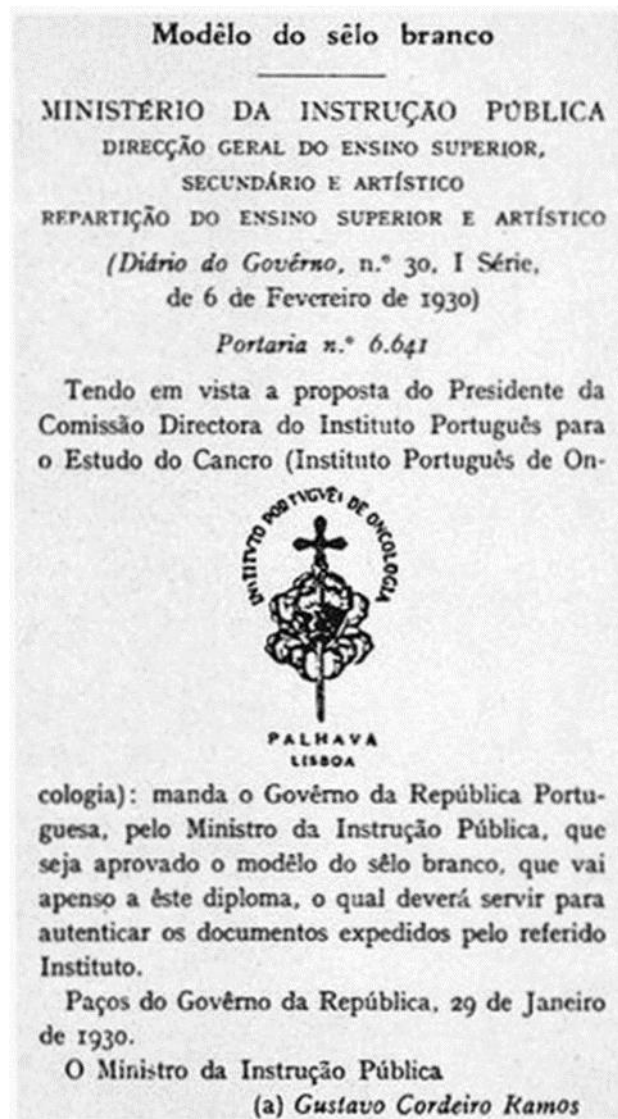 Modêlo do sêlo branco
MINISTÉRIO DA INSTRUÇÃO PÚBLICA
DIRECÇÃO GERAL DO ENSINO SUPERIOR,
SECUNDÁRIO E ARTÍSTICO
REPARTIÇÃO DO ENSINO SUPERIOR E ARTÍSTICO
(Diário do Govêrno, n.º 30, I Série,
de 6 de Fevereiro de 1930)
Portaria n.º 6.641
Tendo em vista a proposta do Presidente da
Comissão Directora do Instituto Português para
o Estudo do Cancro (Instituto Português de On-
INSTITVTO PORTVGVÊS DE ONCOLOGIA
PALHAVA
LISBOA
cologia): manda o Govêrno da República Portu-
guesa, pelo Ministro da Instrução Pública, que
seja aprovado o modêlo do sêlo branco, que vai
apenso a êste diploma, o qual deverá servir para
autenticar os documentos expedidos pelo referido
Instituto.
Paços do Govêrno da República, 29 de Janeiro
de 1930.
O Ministro da Instrução Pública
(a) Gustavo Cordeiro Ramos